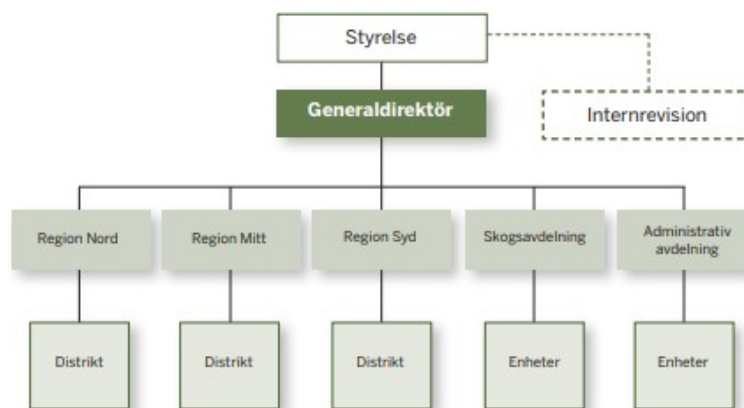 Styrelse
Generaldirektör
Internrevision
Region Nord
Region Mitt
Region Syd
Skogsavdelning
Administrativ
avdelning
Distrikt
Distrikt
Distrikt
Enheter
Enheter